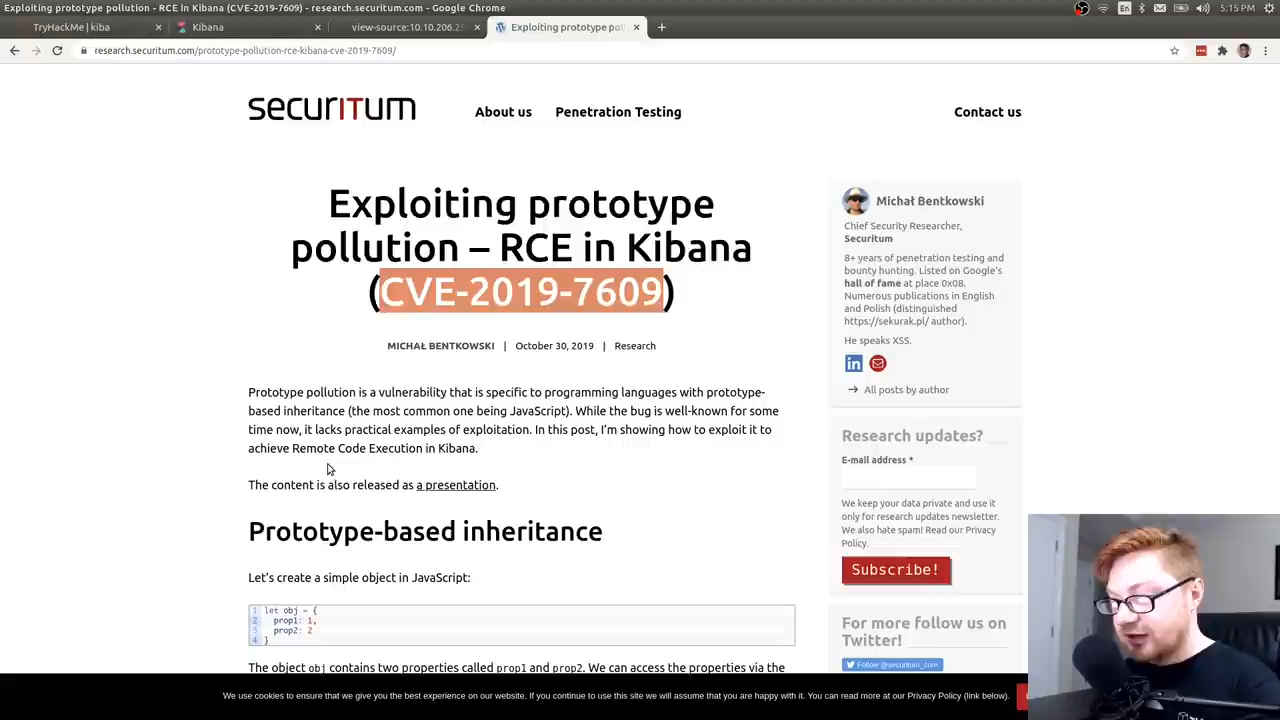 Exploiting prototype pollution - RCE in Kibana (CVE-2019-7609) - research.securitum.com - Google Chrome
En
5:15 PM
TryHackMe | kiba
Kibana
view-source:10.10.206.25
Exploiting prototype pol
research.securitum.com/prototype-pollution-rce-kibana-cve-2019-7609/
securitum
About us
Penetration Testing
Contact us
Exploiting prototype
pollution – RCE in Kibana
(CVE-2019-7609)
MICHAŁ BENTKOWSKI | October 30, 2019 | Research
Prototype pollution is a vulnerability that is specific to programming languages with prototype-
based inheritance (the most common one being JavaScript). While the bug is well-known for some
time now, it lacks practical examples of exploitation. In this post, I'm showing how to exploit it to
achieve Remote Code Execution in Kibana.
The content is also released as a presentation.
Prototype-based inheritance
Let's create a simple object in JavaScript:
1 let obj = {
2 prop1: 1,
3 prop2: 2
4 }
The object obj contains two properties called prop1 and prop2. We can access the properties via the
Michał Bentkowski
Chief Security Researcher,
Securitum
8+ years of penetration testing and
bounty hunting. Listed on Google's
hall of fame at place 0x08.
Numerous publications in English
and Polish (distinguished
https://sekurak.pl/ author).
He speaks XSS.
in
All posts by author
Research updates?
E-mail address *
We keep your data private and use it
only for research updates newsletter.
We also hate spam! Read our Privacy
Policy.
Subscribe!
For more follow us on
Twitter!
Follow @securitum_com
We use cookies to ensure that we give you the best experience on our website. If you continue to use this site we will assume that you are happy with it. You can read more at our Privacy Policy (link below).